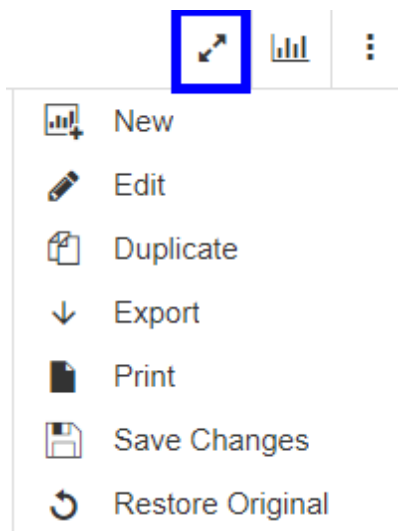 New
Edit
Duplicate
Export
Print
Save Changes
Restore Original